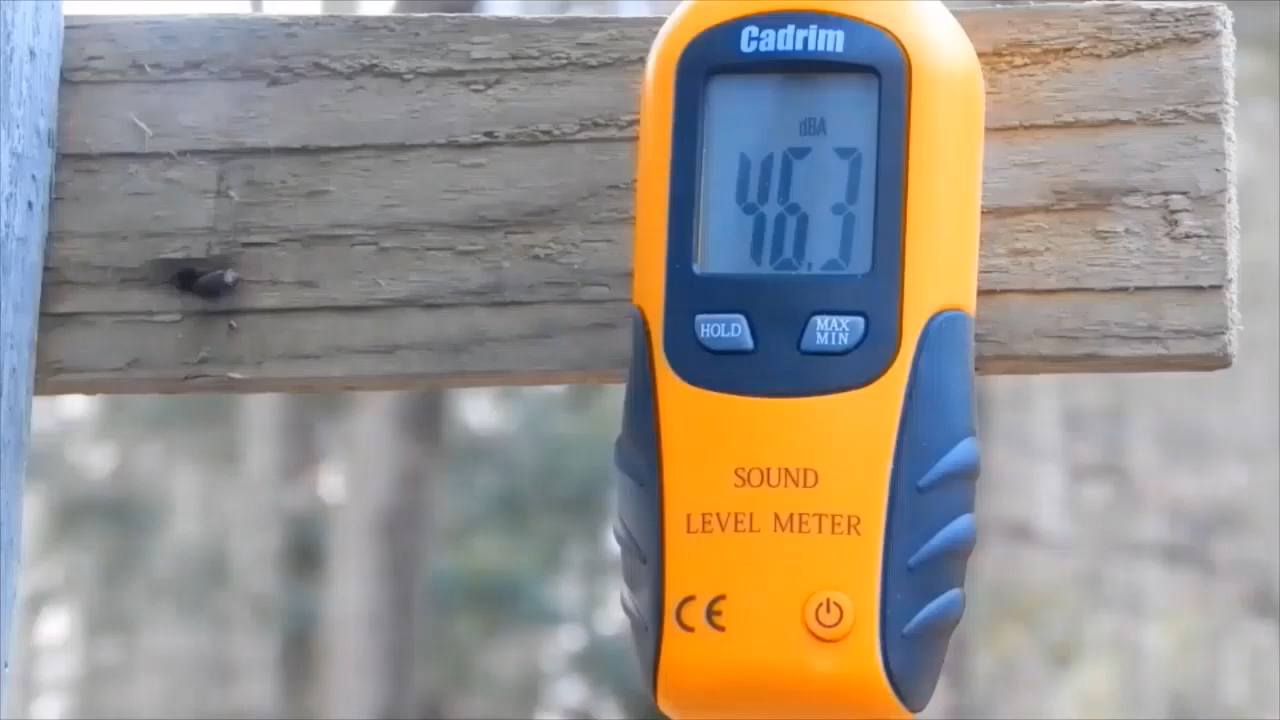 Cadrim
dBA
46.3
HOLD
MAX
MIN
SOUND
LEVEL METER
CE